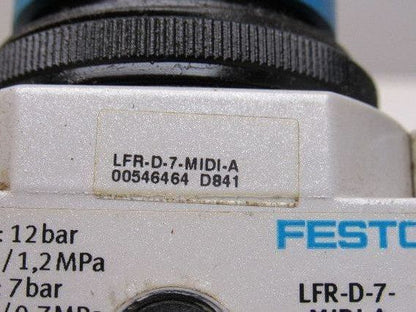 LFR-D-7-MIDI-A
00546464 D841
: 12 bar
/ 1,2 MPa
: 7 bar
FESTO
LFR-D-7-